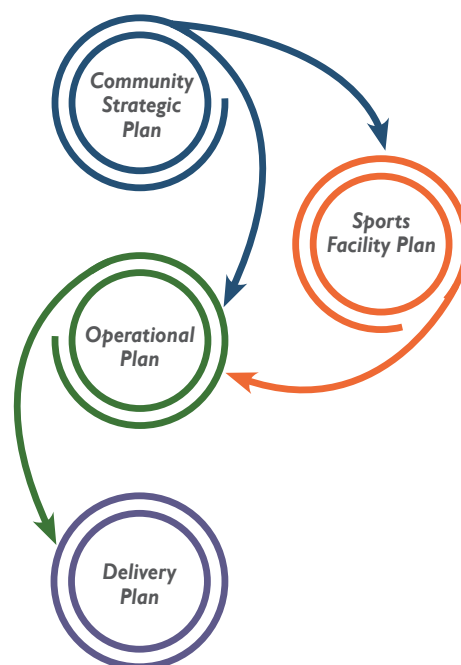 Community
Strategic
Plan
Sports
Facility Plan
Operational
Plan
Delivery
Plan